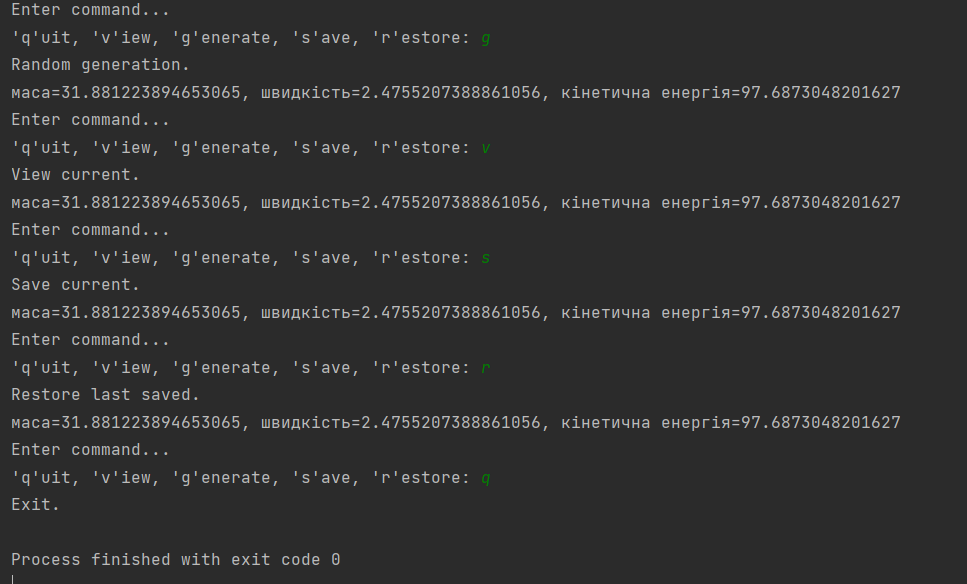 Enter command...
'q'uit, 'v'iew, 'g'enerate, 's'ave, 'r'estore: g
Random generation.
маса=31.881223894653065, швидкість=2.4755207388861056, кінетична енергія=97.6873048201627
Enter command...
'q'uit, 'v'iew, 'g'enerate, 's'ave, 'r'estore: v
View current.
маса=31.881223894653065, швидкість=2.4755207388861056, кінетична енергія=97.6873048201627
Enter command...
'q'uit, 'v'iew, 'g'enerate, 's'ave, 'r'estore: s
Save current.
маса=31.881223894653065, швидкість=2.4755207388861056, кінетична енергія=97.6873048201627
Enter command...
'q'uit, 'v'iew, 'g'enerate, 's'ave, 'r'estore: r
Restore last saved.
маса=31.881223894653065, швидкість=2.4755207388861056, кінетична енергія=97.6873048201627
Enter command...
'q'uit, 'v'iew, 'g'enerate, 's'ave, 'r'estore: q
Exit.
Process finished with exit code 0